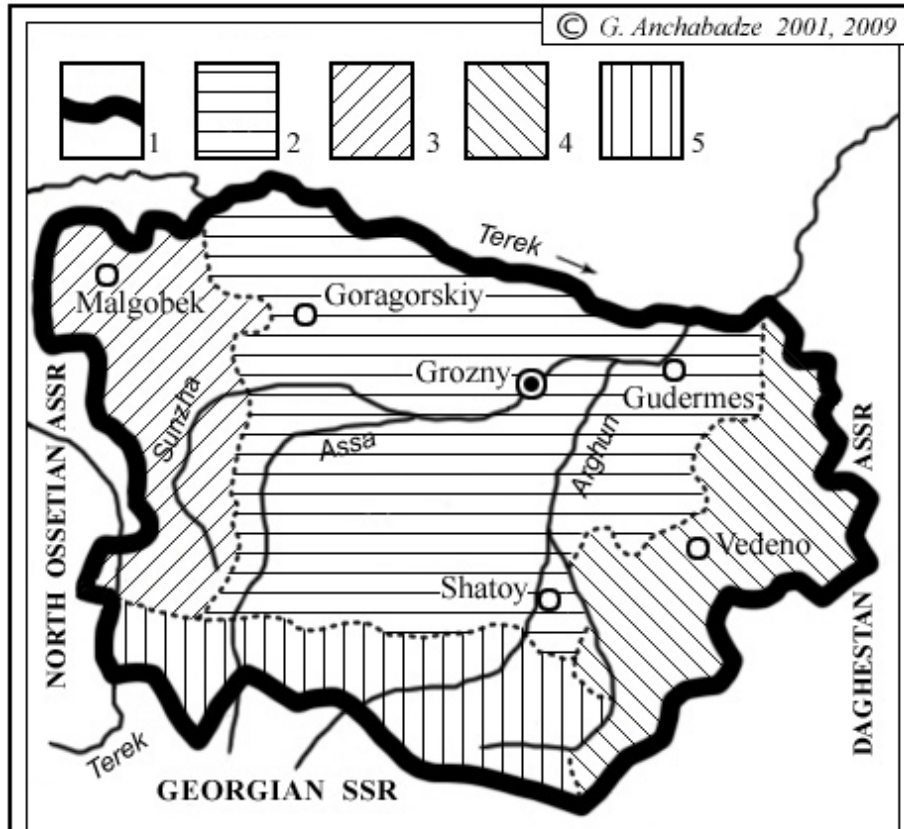 © G. Anchabadze 2001, 2009
1 2 3 4 5
Terek
Malgobek
Goragorskiy
Grozny
Gudermes
Sunzha
Assa
Arghun
NORTH OSSETIAN ASSR
DAGHESTAN ASSR
Vedeno
Shatoy
Terek
GEORGIAN SSR